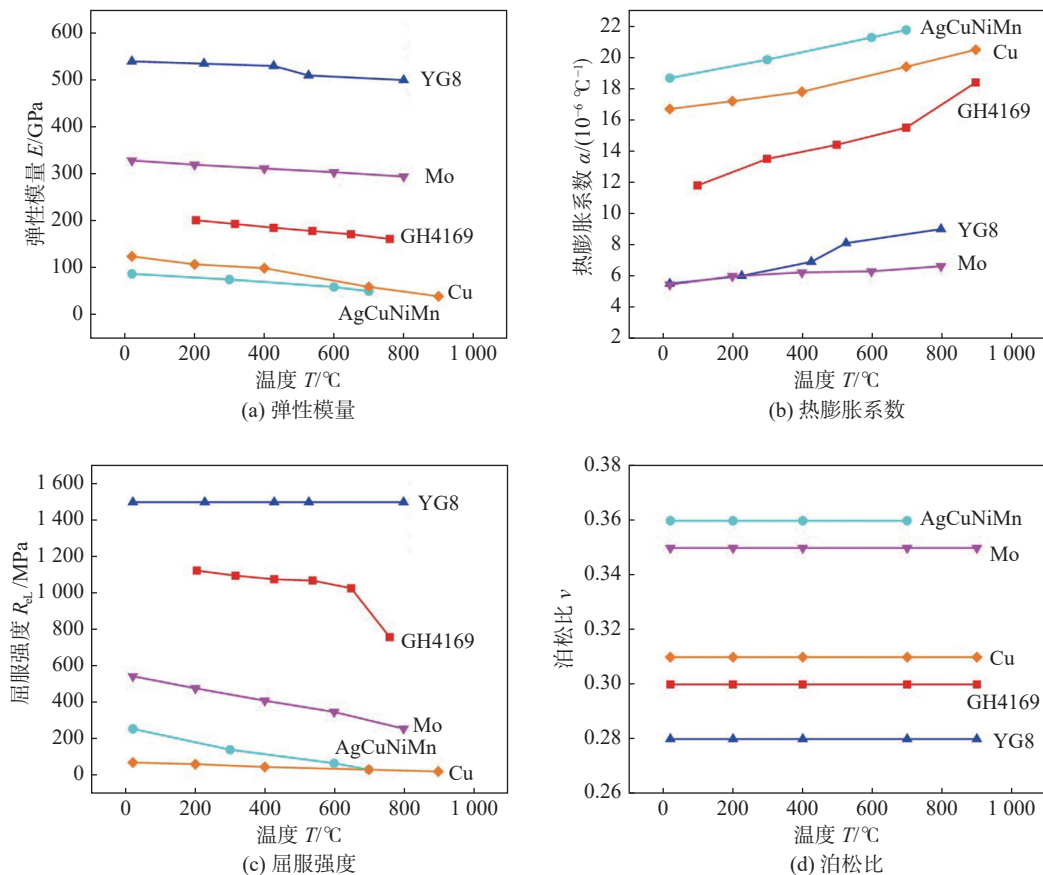 600
500
400
300
200
100
0
弹性模量 E/GPa
YG8
Mo
GH4169
Cu
AgCuNiMn
0 200 400 600 800 1 000
温度 T/℃
(a) 弹性模量
22
20
18
16
14
12
10
8
6
4
2
热膨胀系数 α/(10⁻⁶ ℃⁻¹)
AgCuNiMn
Cu
GH4169
YG8
Mo
0 200 400 600 800 1 000
温度 T/℃
(b) 热膨胀系数
1 600
1 400
1 200
1 000
800
600
400
200
0
屈服强度 ReL /MPa
YG8
GH4169
Mo
AgCuNiMn
Cu
0 200 400 600 800 1 000
温度 T/℃
(c) 屈服强度
0.38
0.36
0.34
0.32
0.30
0.28
0.26
泊松比 ν
AgCuNiMn
Mo
Cu
GH4169
YG8
0 200 400 600 800 1 000
温度 T/℃
(d) 泊松比